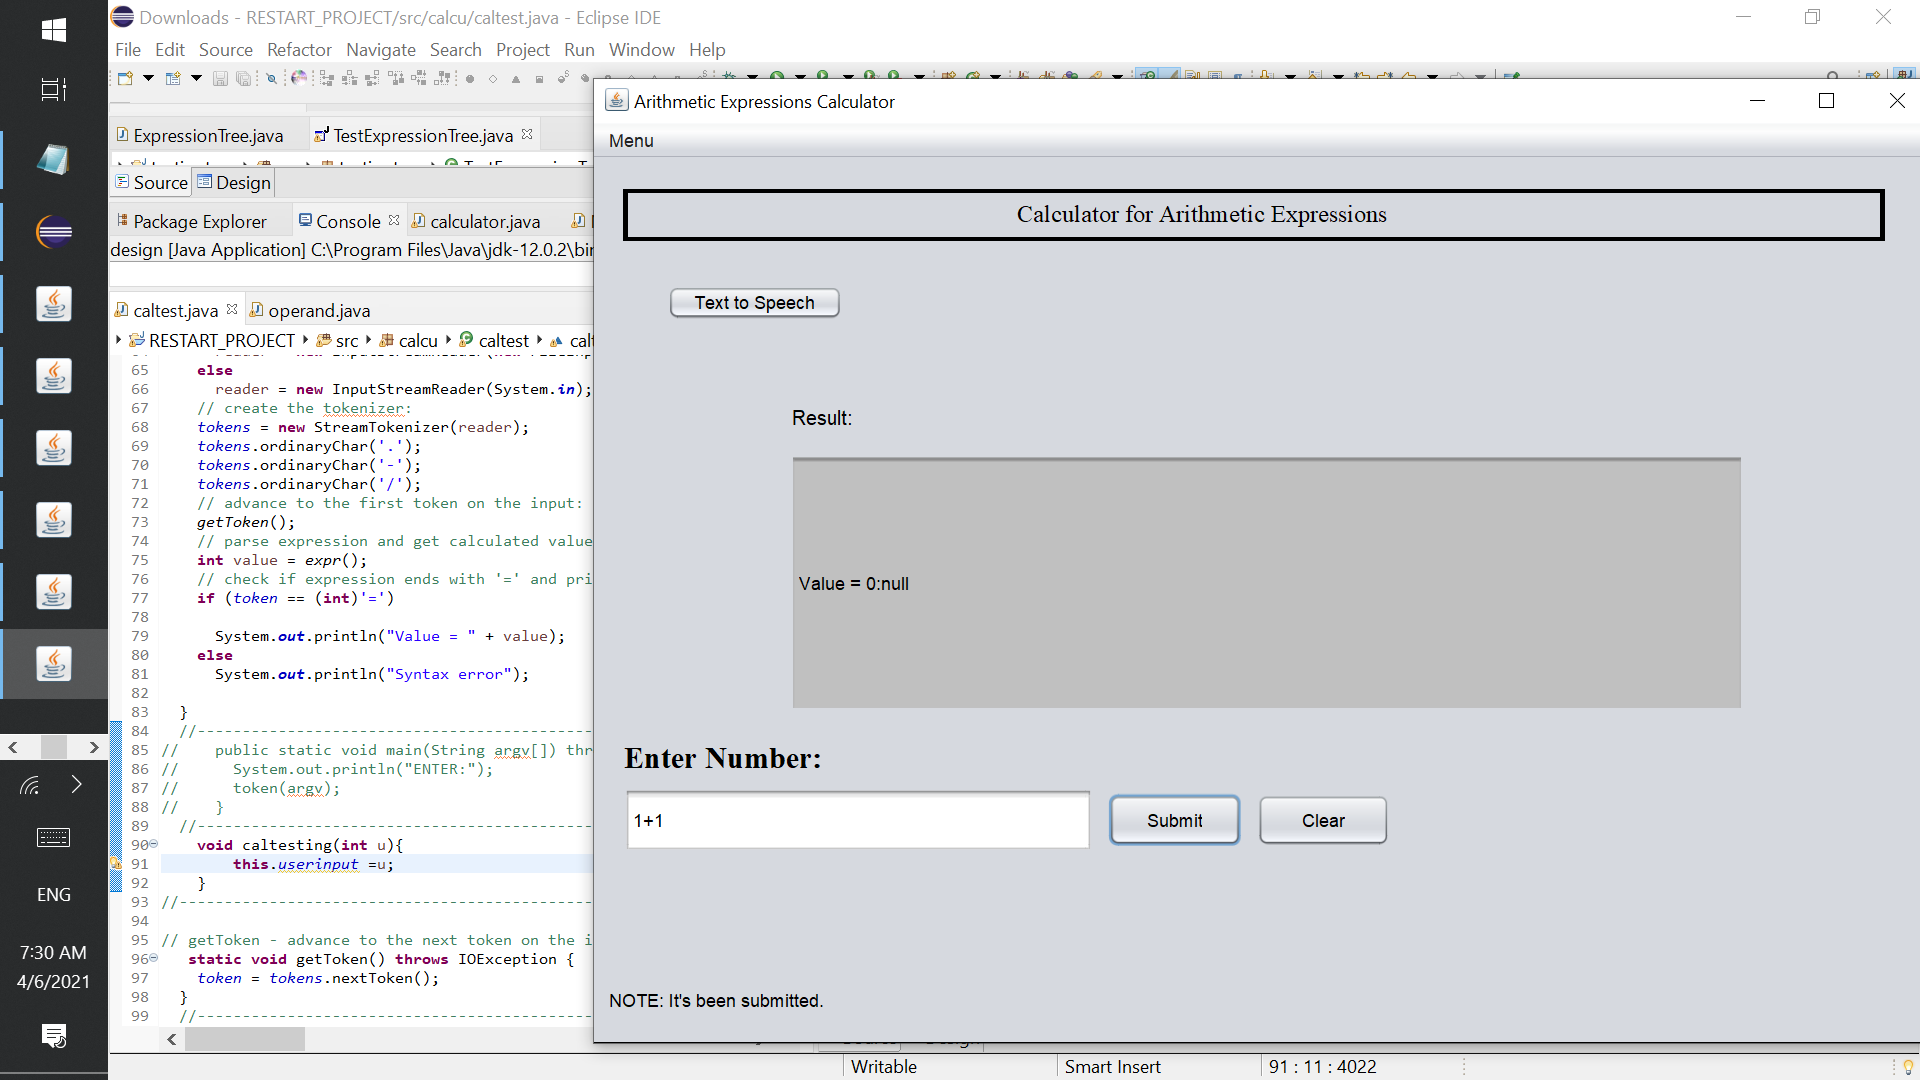 Downloads - RESTART_PROJECT/src/calcu/caltest.java - Eclipse IDE
File Edit Source Refactor Navigate Search Project Run Window Help
ExpressionTree.java TestExpressionTree.java
Source Design
Package Explorer Console calculator.java
design [Java Application] C:\Program Files\Java\jdk-12.0.2\bin
caltest.java operand.java
RESTART_PROJECT src calcu caltest
65 else
66 reader = new InputStreamReader(System.in);
67 // create the tokenizer:
68 tokens = new StreamTokenizer(reader);
69 tokens.ordinaryChar('.');
70 tokens.ordinaryChar('-');
71 tokens.ordinaryChar('/');
72 // advance to the first token on the input:
73 getToken();
74 // parse expression and get calculated value
75 int value = expr();
76 // check if expression ends with '=' and pri
77 if (token == (int)'=')
78
79 System.out.println("Value = " + value);
80 else
81 System.out.println("Syntax error");
82
83 }
84 //----------------------------------------------
85 // public static void main(String argv[]) thr
86 // System.out.println("ENTER:");
87 // token(argv);
88 // }
89 //----------------------------------------------
90 void caltesting(int u){
91 this.userinput =u;
92 }
93 //----------------------------------------------
94
95 // getToken - advance to the next token on the i
96 static void getToken() throws IOException {
97 token = tokens.nextToken();
98 }
99 //----------------------------------------------
Writable Smart Insert 91 : 11 : 4022
Arithmetic Expressions Calculator
Menu
Calculator for Arithmetic Expressions
Text to Speech
Result:
Value = 0:null
Enter Number:
1+1 Submit Clear
NOTE: It's been submitted.
ENG
7:30 AM
4/6/2021